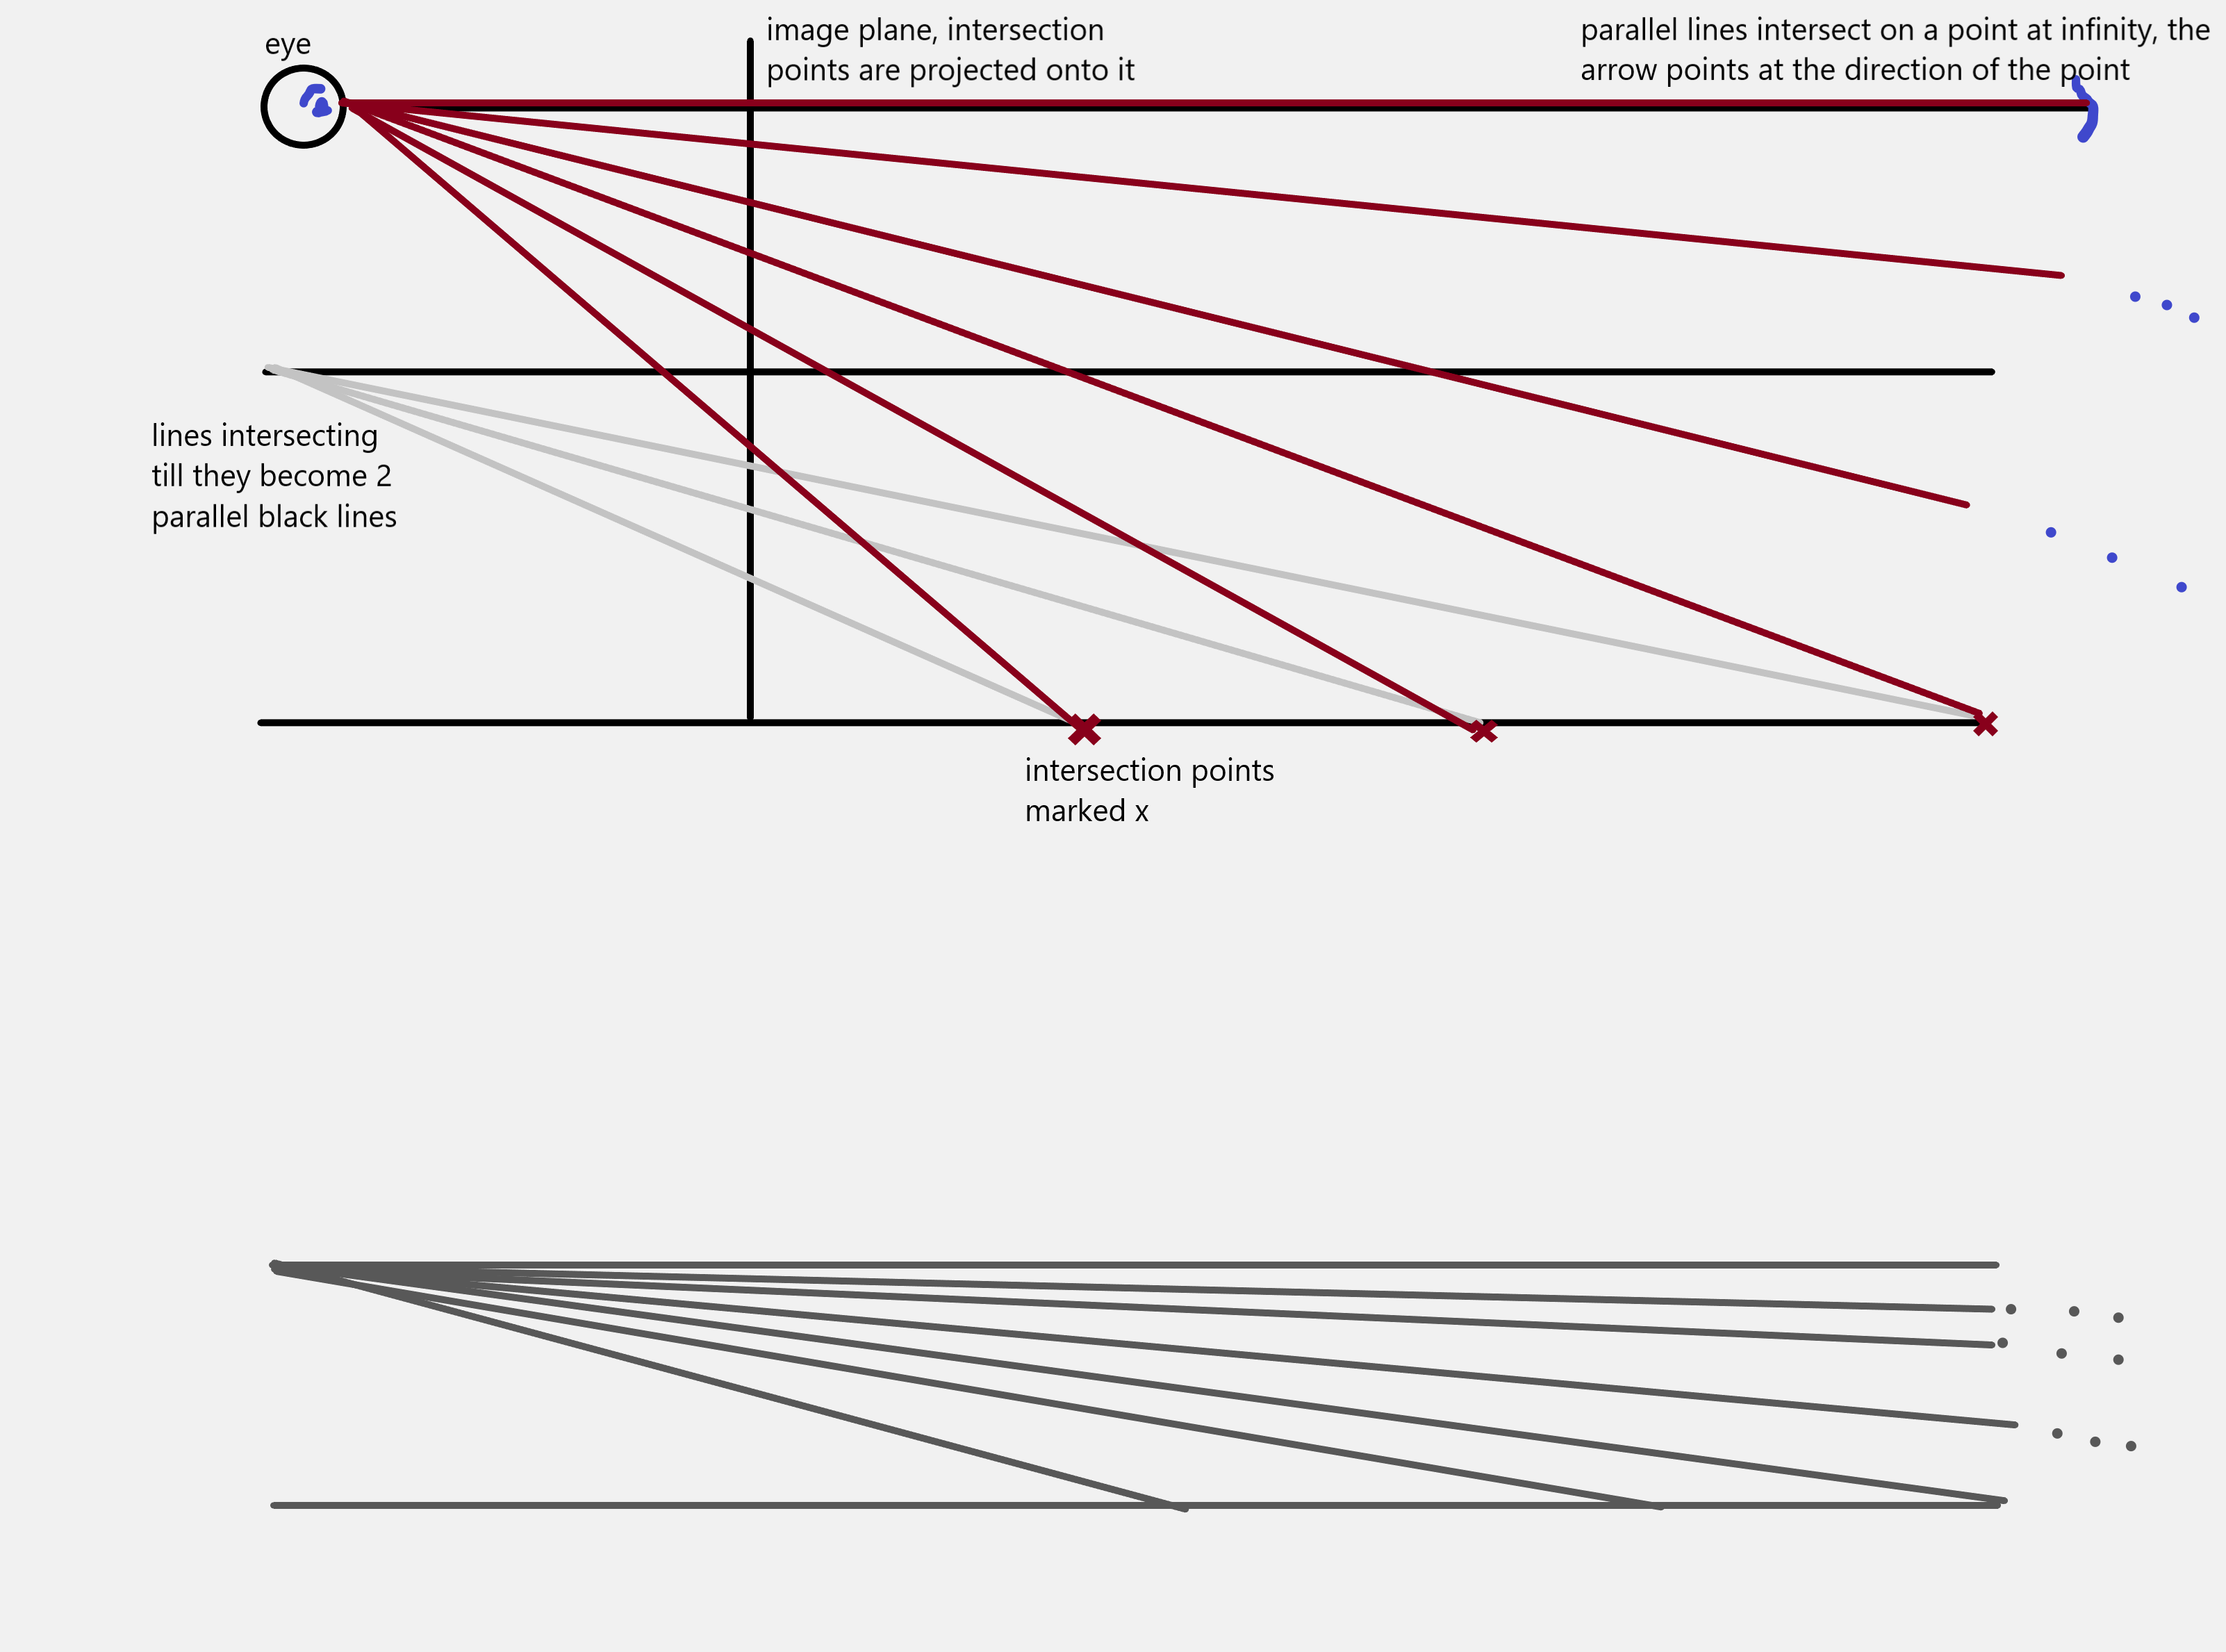 eye
image plane, intersection
points are projected onto it
parallel lines intersect on a point at infinity, the
arrow points at the direction of the point
lines intersecting
till they become 2
parallel black lines
intersection points
marked x